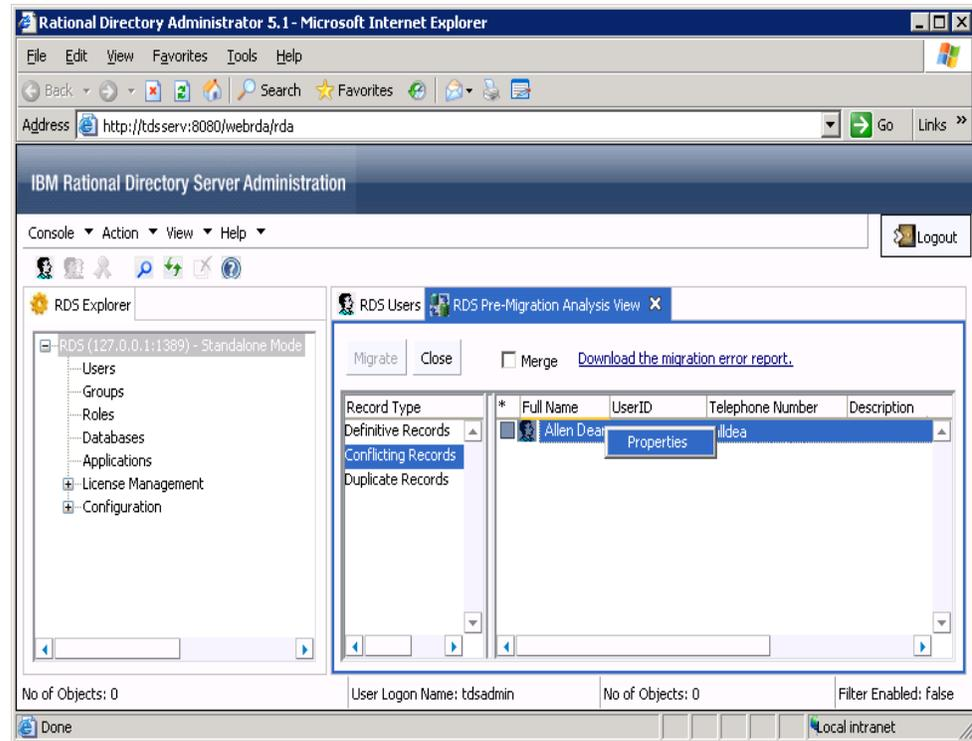 Rational Directory Administrator 5.1 - Microsoft Internet Explorer
File Edit View Favorites Tools Help
Back Search Favorites
Address http://tdsserv:8080/webrda/rda Go Links »
IBM Rational Directory Server Administration
Console Action View Help
Logout
RDS Explorer
RDS Users RDS Pre-Migration Analysis View X
RDS (127.0.0.1:1389) - Standalone Mode
Users
Groups
Roles
Databases
Applications
License Management
Configuration
Migrate Close Merge Download the migration error report.
Record Type
Definitive Records
Conflicting Records
Duplicate Records
* Full Name UserID Telephone Number Description
Allen Dean
Properties
No of Objects: 0 User Logon Name: tdsadmin No of Objects: 0 Filter Enabled: false
Done Local intranet